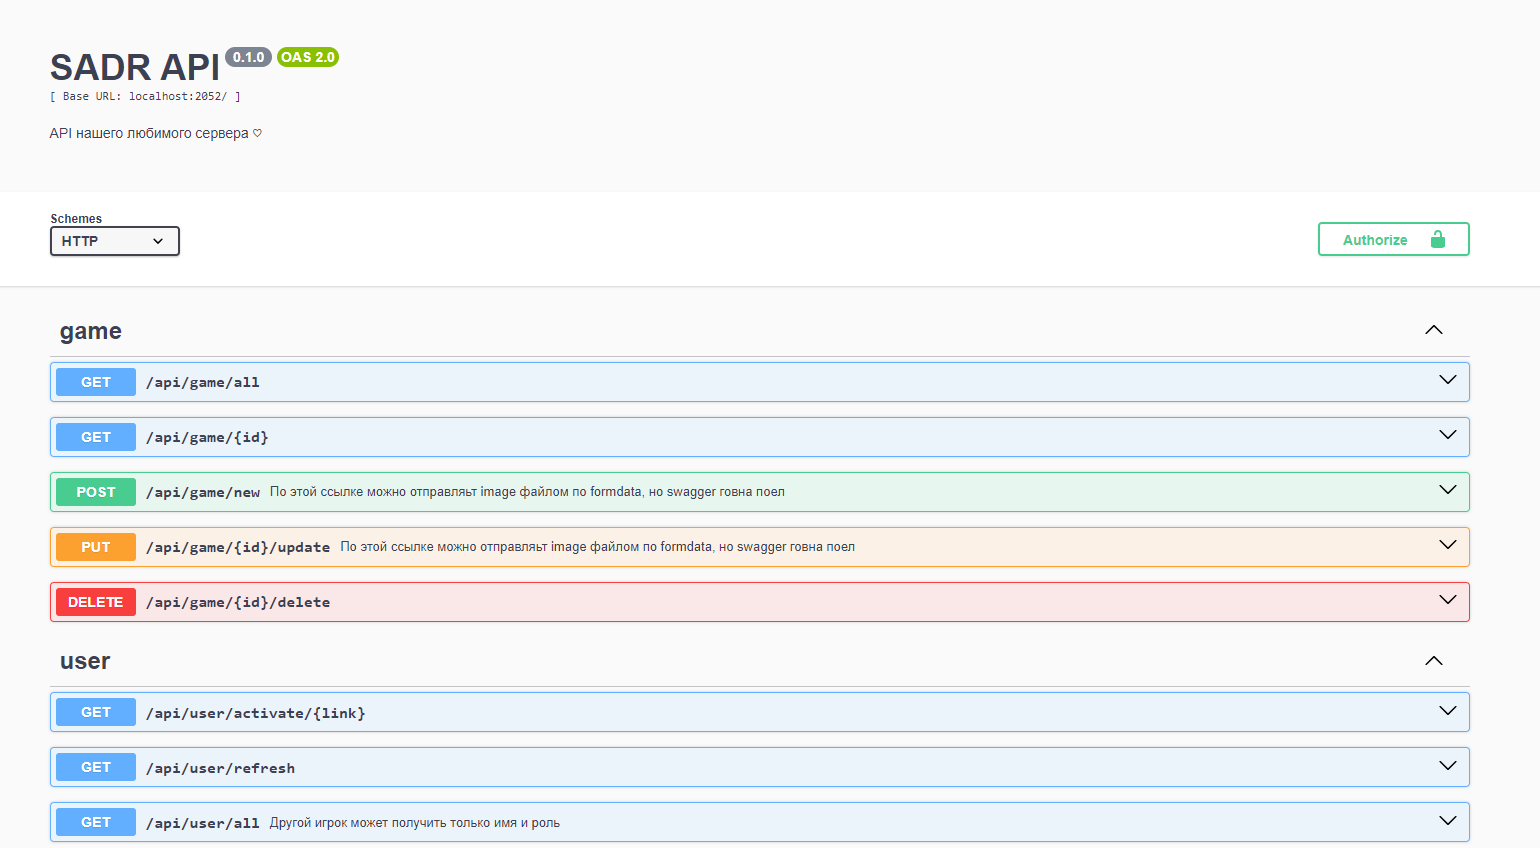 SADR API 0.1.0 OAS 2.0
[ Base URL: localhost:2052/ ]
API нашего любимого сервера ♡
Schemes
HTTP
Authorize
game
GET /api/game/all
GET /api/game/{id}
POST /api/game/new По этой ссылке можно отправлят image файлом по formdata, но swagger говна поел
PUT /api/game/{id}/update По этой ссылке можно отправлят image файлом по formdata, но swagger говна поел
DELETE /api/game/{id}/delete
user
GET /api/user/activate/{link}
GET /api/user/refresh
GET /api/user/all Другой игрок может получить только имя и роль